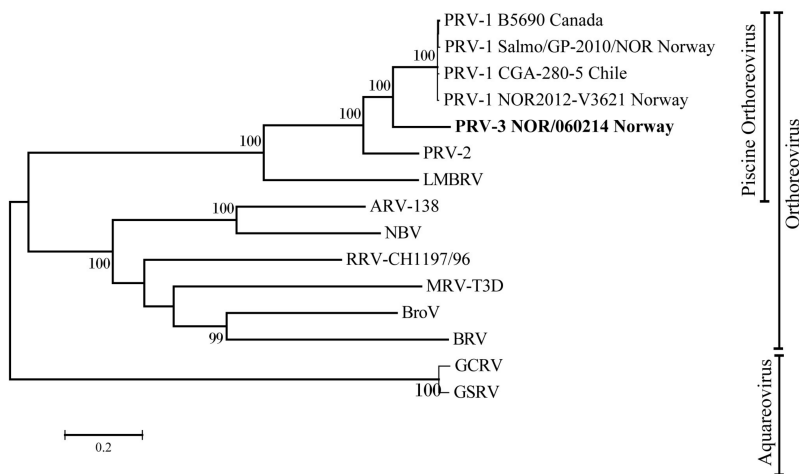 PRV-1 B5690 Canada
100
PRV-1 Salmo/GP-2010/NOR Norway
PRV-1 CGA-280-5 Chile
100
PRV-1 NOR2012-V3621 Norway
100
PRV-3 NOR/060214 Norway
100
PRV-2
LMBRV
ARV-138
100
NBV
100
RRV-CH1197/96
MRV-T3D
BroV
99
BRV
GCRV
100
GSRV
0.2
Piscine Orthoreovirus
Orthoreovirus
Aquareovirus